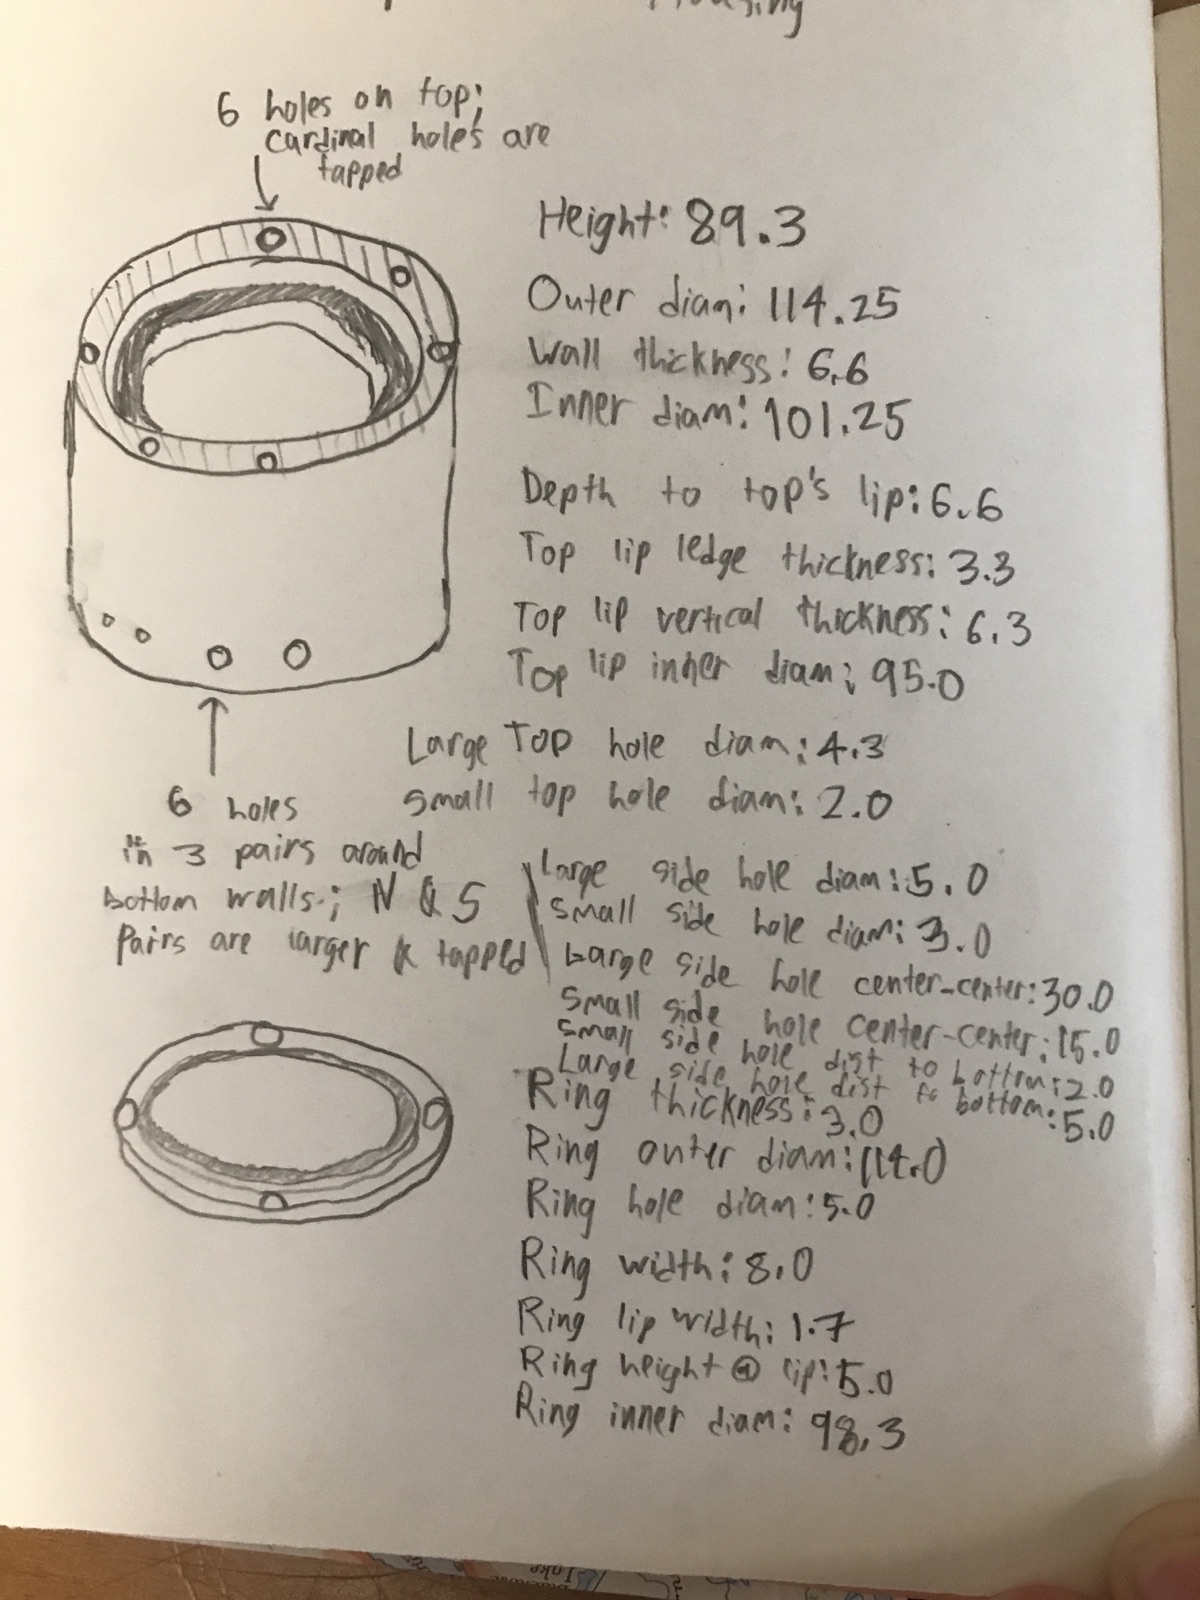 Housing
6 holes on top;
cardinal holes are
tapped
Height: 89.3
Outer diam: 114.25
Wall thickness: 6.6
Inner diam: 101.25
Depth to top's lip: 6.6
Top lip ledge thickness: 3.3
Top lip vertical thickness: 6.3
Top lip inner diam: 95.0
Large Top hole diam: 4.3
Small top hole diam: 2.0
6 holes
in 3 pairs around
bottom walls; N & S
pairs are larger & tapped
Large side hole diam: 5.0
Small side hole diam: 3.0
Large side hole center-center: 30.0
Small side hole center-center: 15.0
Small side hole dist to bottom: 2.0
Large side hole dist to bottom: 5.0
Ring thickness: 3.0
Ring outer diam: 114.0
Ring hole diam: 5.0
Ring width: 8.0
Ring lip width: 1.7
Ring height @ lip: 5.0
Ring inner diam: 98.3
Lake